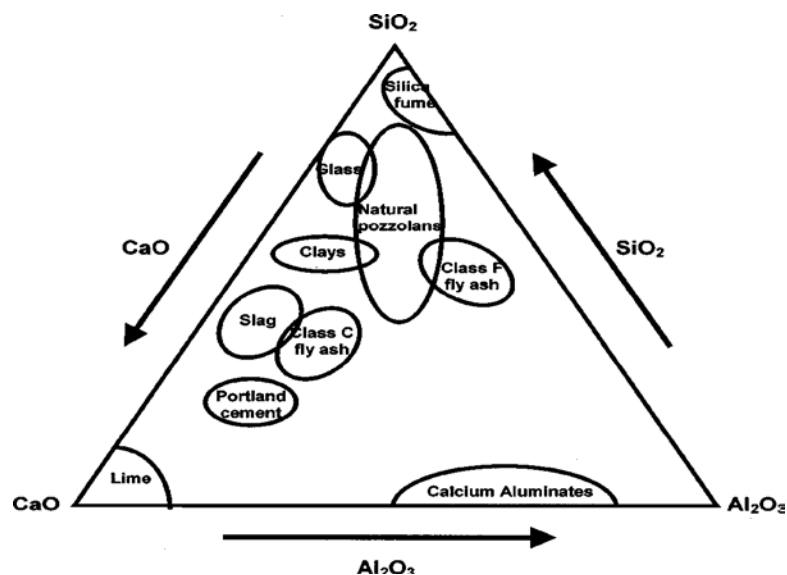 SiO₂
Silica
fume
Glass
Natural
pozzolans
CaO
SiO₂
Clays
Class F
fly ash
Slag
Class C
fly ash
Portland
cement
Lime
Calcium Aluminates
CaO
Al₂O₃
Al₂O₃